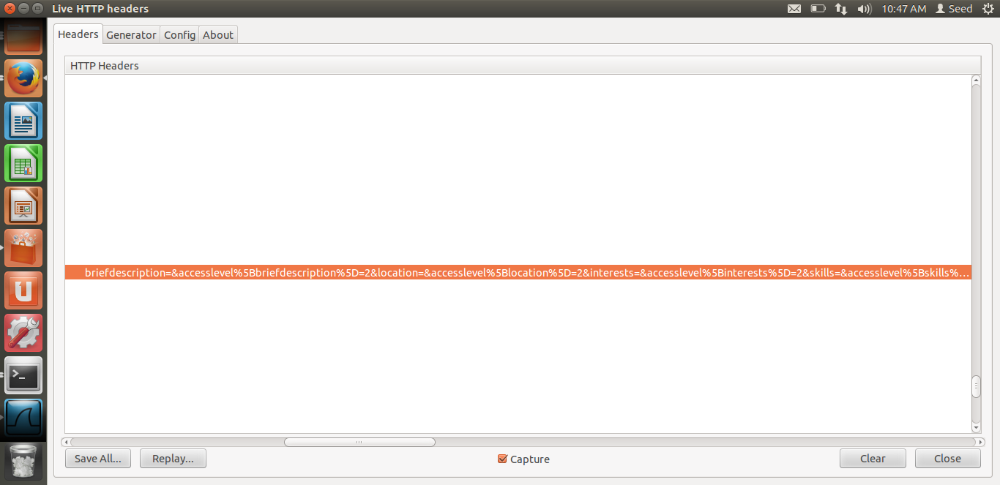 Live HTTP headers
10:47 AM Seed
Headers Generator Config About
HTTP Headers
briefdescription=&accesslevel%5Bbriefdescription%5D=2&location=&accesslevel%5Blocation%5D=2&interests=&accesslevel%5Binterests%5D=2&skills=&accesslevel%5Bskills%…
Save All... Replay... Capture Clear Close